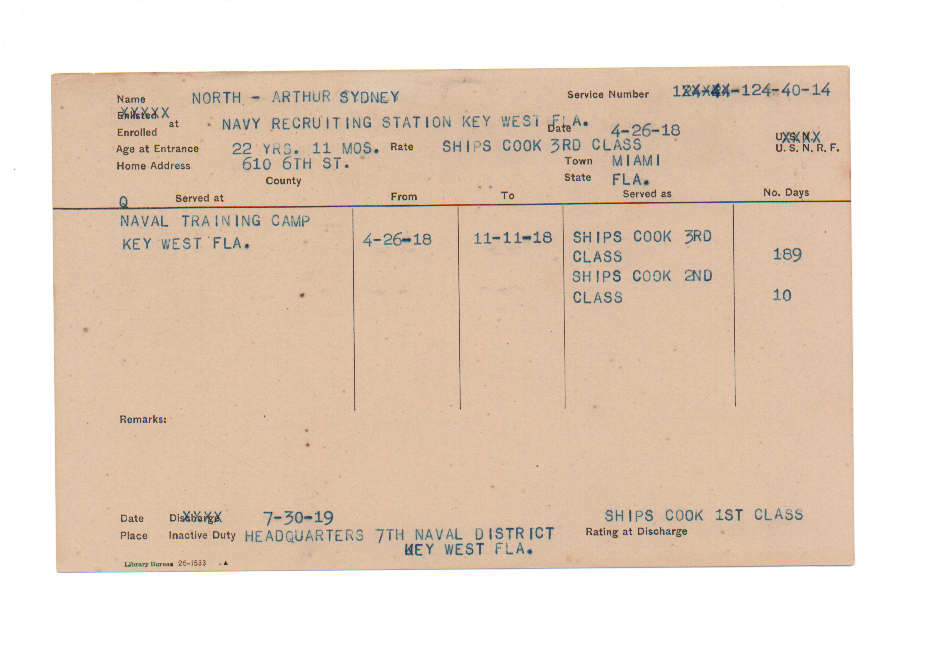 Name NORTH - ARTHUR SYDNEY Service Number 124-40-14
Enlisted
Enrolled at NAVY RECRUITING STATION KEY WEST FLA. Date 4-26-18 U.S.N.
Age at Entrance 22 YRS. 11 MOS. Rate SHIPS COOK 3RD CLASS U. S. N. R. F.
Home Address 610 6TH ST. Town MIAMI
County State FLA.
Q Served at From To Served as No. Days
NAVAL TRAINING CAMP
KEY WEST FLA. 4-26-18 11-11-18 SHIPS COOK 3RD
CLASS 189
SHIPS COOK 2ND
CLASS 10
Remarks:
Date Discharge 7-30-19 SHIPS COOK 1ST CLASS
Place Inactive Duty HEADQUARTERS 7TH NAVAL DISTRICT Rating at Discharge
KEY WEST FLA.
Library Bureau 26-1533